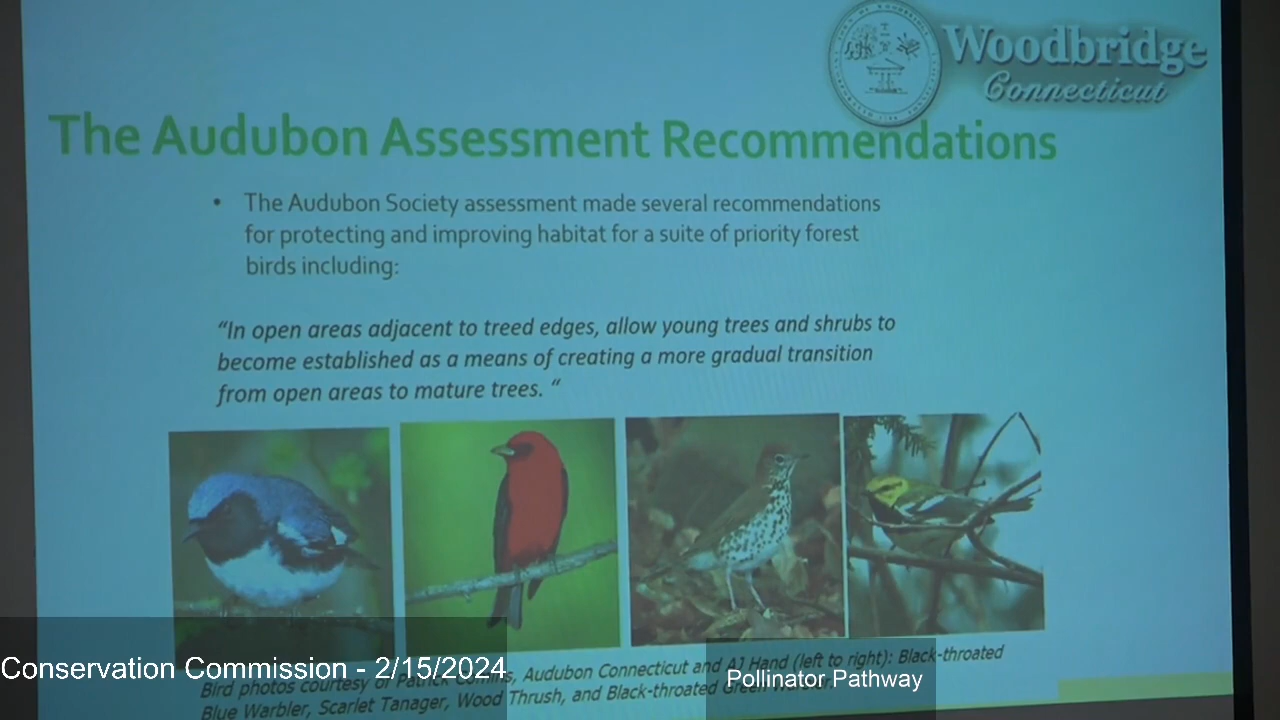 Woodbridge
Connecticut
The Audubon Assessment Recommendations
• The Audubon Society assessment made several recommendations
for protecting and improving habitat for a suite of priority forest
birds including:
“In open areas adjacent to treed edges, allow young trees and shrubs to
become established as a means of creating a more gradual transition
from open areas to mature trees. “
Bird photos courtesy of Patrick Audubon Connecticut and AJ Hand (left to right): Black-throated
Blue Warbler, Scarlet Tanager, Wood Thrush, and Black-throated Green Warbler.
Conservation Commission - 2/15/2024
Pollinator Pathway